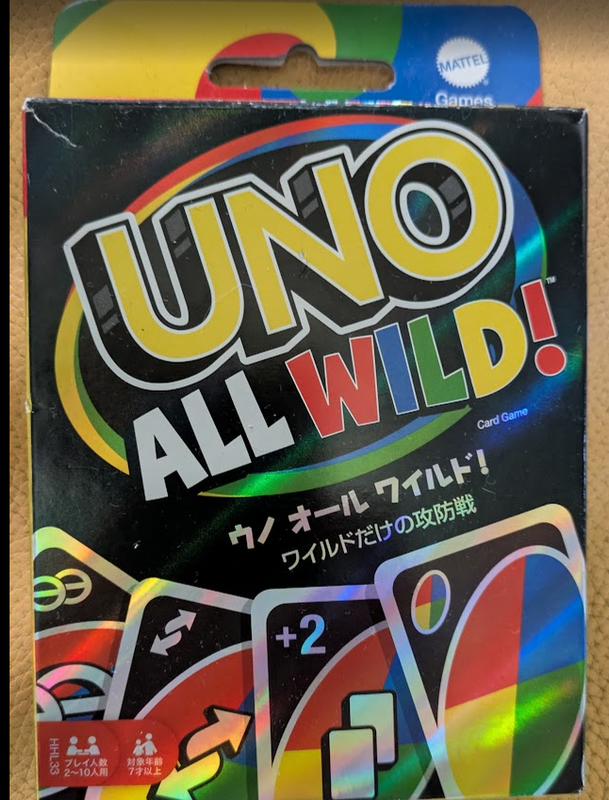 MATTEL
Games
UNO
ALL WILD!
TM
Card Game
ウノ オール ワイルド!
ワイルドだけの攻防戦
+2
HHL33
プレイ人数
2〜10人用
対象年齢
7才以上